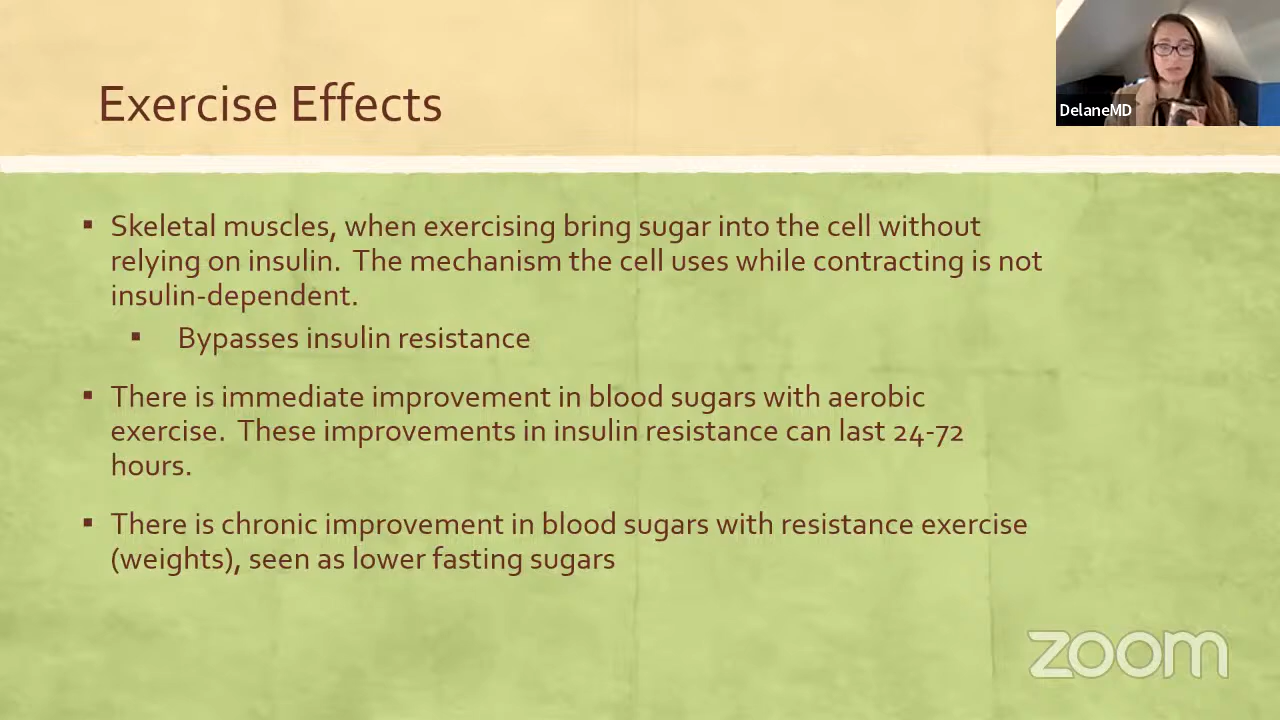 Exercise Effects
DelaneMD
▪ Skeletal muscles, when exercising bring sugar into the cell without
relying on insulin. The mechanism the cell uses while contracting is not
insulin-dependent.
▪ Bypasses insulin resistance
▪ There is immediate improvement in blood sugars with aerobic
exercise. These improvements in insulin resistance can last 24-72
hours.
▪ There is chronic improvement in blood sugars with resistance exercise
(weights), seen as lower fasting sugars
zoom